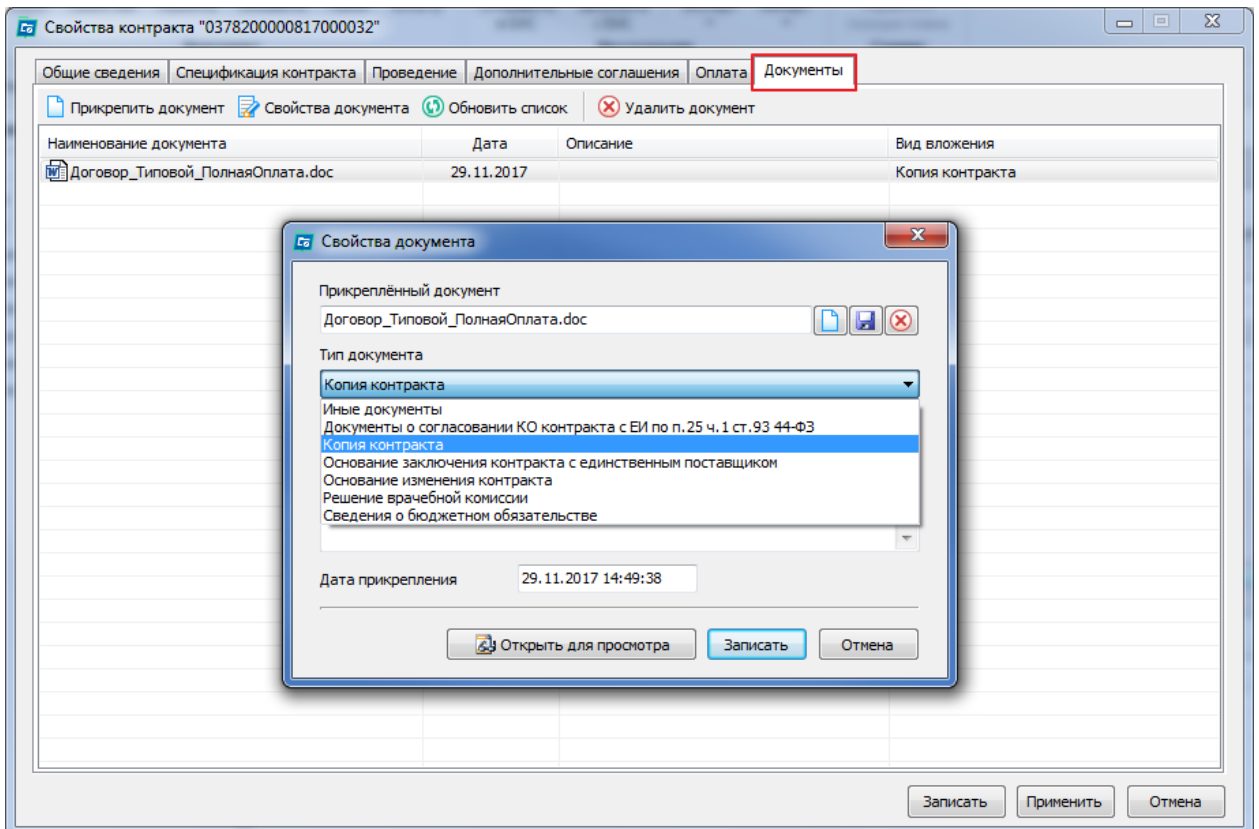 Свойства контракта "0378200000817000032"
Общие сведения Спецификация контракта Проведение Дополнительные соглашения Оплата Документы
Прикрепить документ Свойства документа Обновить список Удалить документ
Наименование документа Дата Описание Вид вложения
Договор_Типовой_ПолнаяОплата.doc 29.11.2017 Копия контракта
Свойства документа
Прикреплённый документ
Договор_Типовой_ПолнаяОплата.doc
Тип документа
Копия контракта
Иные документы
Документы о согласовании КО контракта с ЕИ по п.25 ч.1 ст.93 44-ФЗ
Копия контракта
Основание заключения контракта с единственным поставщиком
Основание изменения контракта
Решение врачебной комиссии
Сведения о бюджетном обязательстве
Дата прикрепления 29.11.2017 14:49:38
Открыть для просмотра Записать Отмена
Записать Применить Отмена